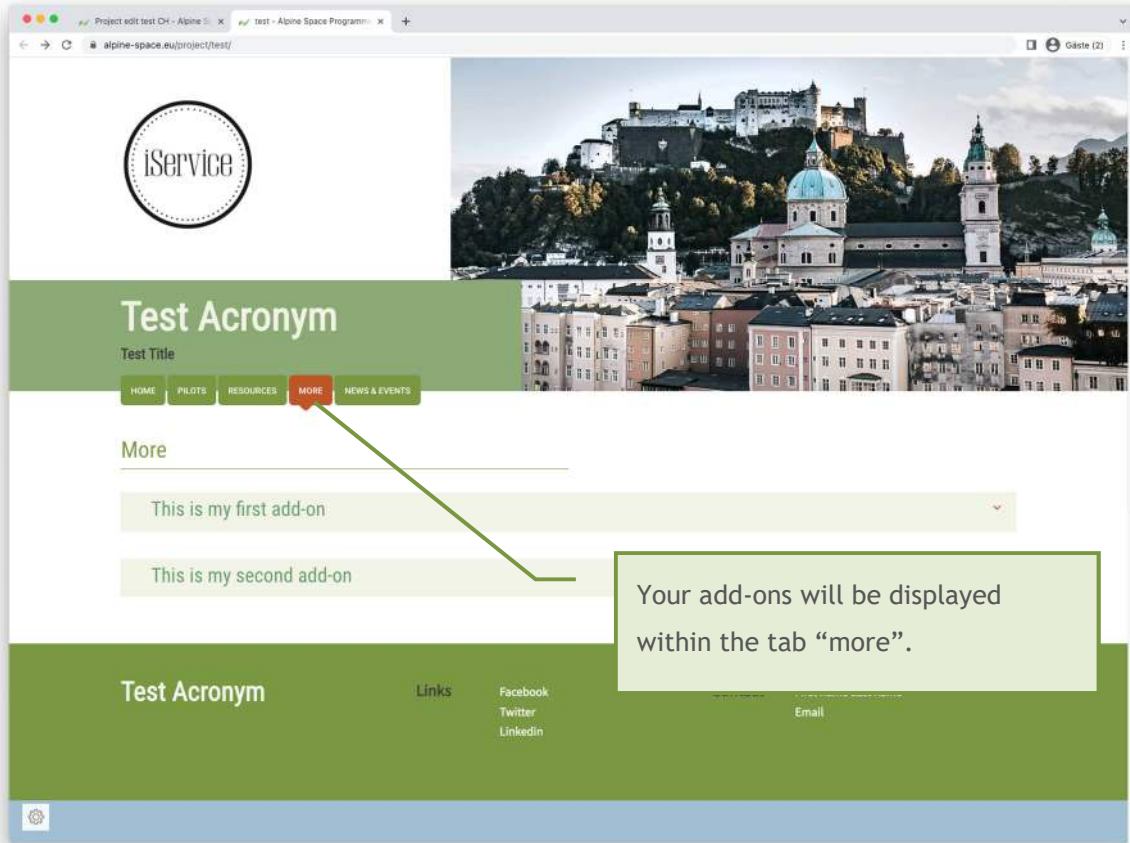 Project edit test CH - Alpine S
test - Alpine Space Programm
alpine-space.eu/project/test/
Gäste (2)
iService
Test Acronym
Test Title
HOME
PILOTS
RESOURCES
MORE
NEWS & EVENTS
More
This is my first add-on
This is my second add-on
Your add-ons will be displayed
within the tab “more”.
Test Acronym
Links
Facebook
Twitter
Linkedin
Email